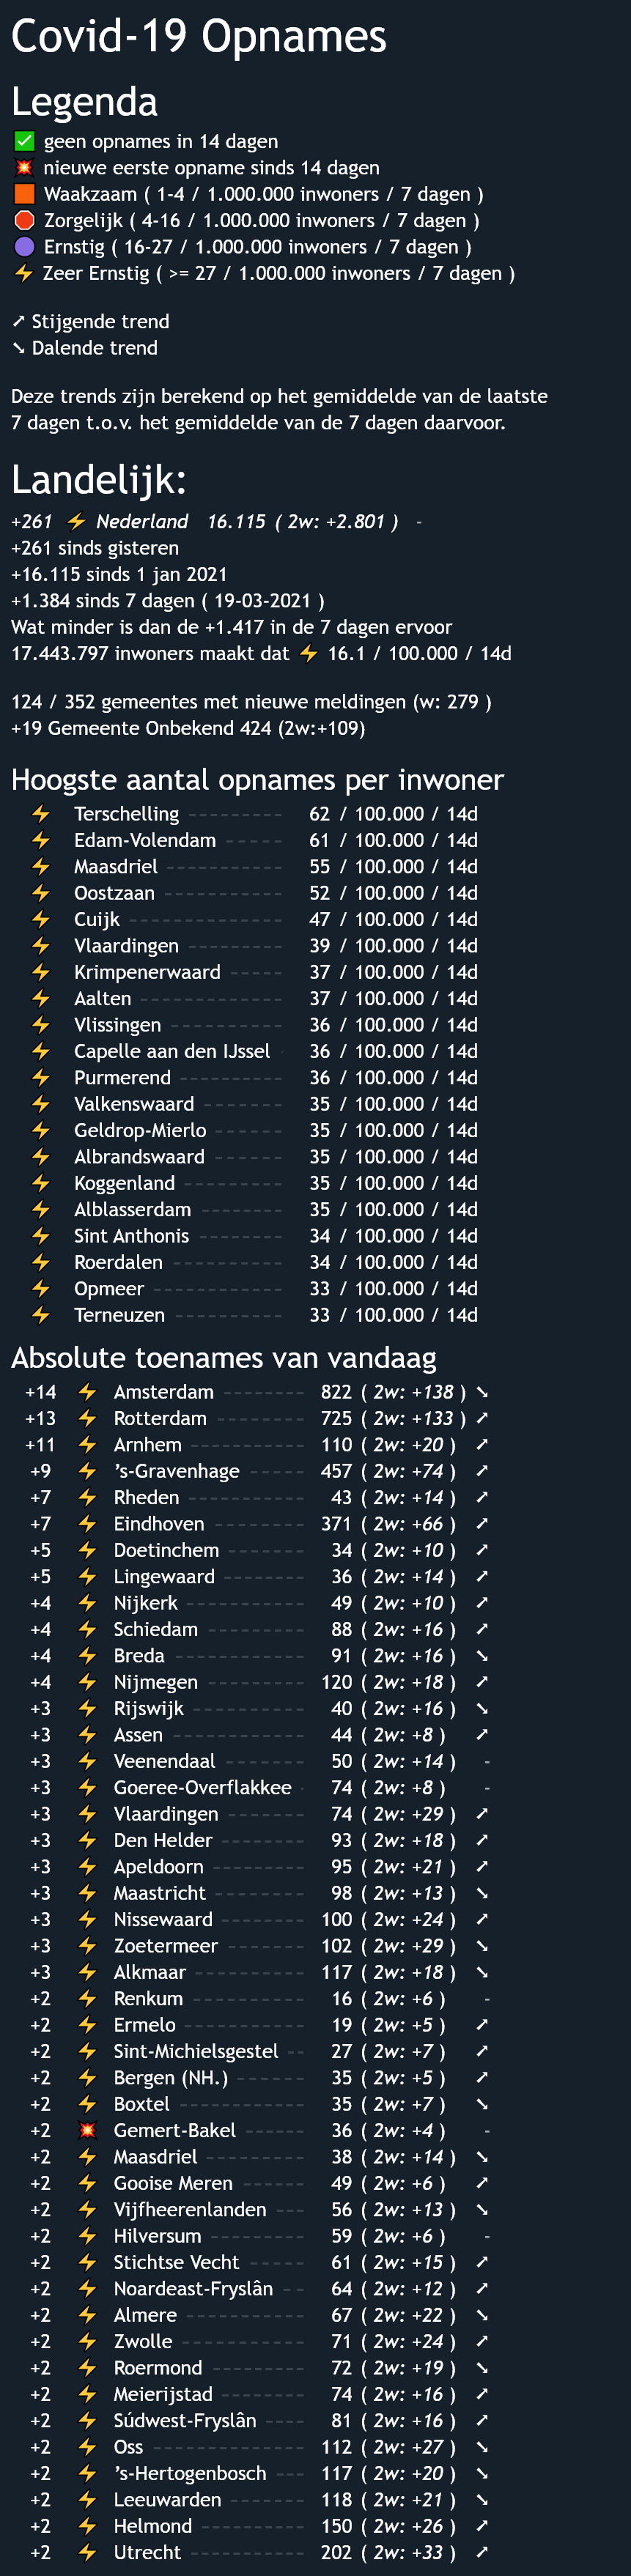 Covid-19 Opnames
Legenda
✅ geen opnames in 14 dagen
💥 nieuwe eerste opname sinds 14 dagen
🟧 Waakzaam ( 1-4 / 1.000.000 inwoners / 7 dagen )
🛑 Zorgelijk ( 4-16 / 1.000.000 inwoners / 7 dagen )
🟣 Ernstig ( 16-27 / 1.000.000 inwoners / 7 dagen )
⚡ Zeer Ernstig ( >= 27 / 1.000.000 inwoners / 7 dagen )
➚ Stijgende trend
➘ Dalende trend
Deze trends zijn berekend op het gemiddelde van de laatste
7 dagen t.o.v. het gemiddelde van de 7 dagen daarvoor.
Landelijk:
+261 ⚡ Nederland 16.115 ( 2w: +2.801 ) -
+261 sinds gisteren
+16.115 sinds 1 jan 2021
+1.384 sinds 7 dagen ( 19-03-2021 )
Wat minder is dan de +1.417 in de 7 dagen ervoor
17.443.797 inwoners maakt dat ⚡ 16.1 / 100.000 / 14d
124 / 352 gemeentes met nieuwe meldingen (w: 279 )
+19 Gemeente Onbekend 424 (2w:+109)
Hoogste aantal opnames per inwoner
⚡ Terschelling 62 / 100.000 / 14d
⚡ Edam-Volendam 61 / 100.000 / 14d
⚡ Maasdriel 55 / 100.000 / 14d
⚡ Oostzaan 52 / 100.000 / 14d
⚡ Cuijk 47 / 100.000 / 14d
⚡ Vlaardingen 39 / 100.000 / 14d
⚡ Krimpenerwaard 37 / 100.000 / 14d
⚡ Aalten 37 / 100.000 / 14d
⚡ Vlissingen 36 / 100.000 / 14d
⚡ Capelle aan den IJssel 36 / 100.000 / 14d
⚡ Purmerend 36 / 100.000 / 14d
⚡ Valkenswaard 35 / 100.000 / 14d
⚡ Geldrop-Mierlo 35 / 100.000 / 14d
⚡ Albrandswaard 35 / 100.000 / 14d
⚡ Koggenland 35 / 100.000 / 14d
⚡ Alblasserdam 35 / 100.000 / 14d
⚡ Sint Anthonis 34 / 100.000 / 14d
⚡ Roerdalen 34 / 100.000 / 14d
⚡ Opmeer 33 / 100.000 / 14d
⚡ Terneuzen 33 / 100.000 / 14d
Absolute toenames van vandaag
+14 ⚡ Amsterdam 822 ( 2w: +138 ) ➘
+13 ⚡ Rotterdam 725 ( 2w: +133 ) ➚
+11 ⚡ Arnhem 110 ( 2w: +20 ) ➚
+9 ⚡ ’s-Gravenhage 457 ( 2w: +74 ) ➚
+7 ⚡ Rheden 43 ( 2w: +14 ) ➚
+7 ⚡ Eindhoven 371 ( 2w: +66 ) ➚
+5 ⚡ Doetinchem 34 ( 2w: +10 ) ➚
+5 ⚡ Lingewaard 36 ( 2w: +14 ) ➚
+4 ⚡ Nijkerk 49 ( 2w: +10 ) ➚
+4 ⚡ Schiedam 88 ( 2w: +16 ) ➚
+4 ⚡ Breda 91 ( 2w: +16 ) ➘
+4 ⚡ Nijmegen 120 ( 2w: +18 ) ➚
+3 ⚡ Rijswijk 40 ( 2w: +16 ) ➘
+3 ⚡ Assen 44 ( 2w: +8 ) ➚
+3 ⚡ Veenendaal 50 ( 2w: +14 ) -
+3 ⚡ Goeree-Overflakkee 74 ( 2w: +8 ) -
+3 ⚡ Vlaardingen 74 ( 2w: +29 ) ➚
+3 ⚡ Den Helder 93 ( 2w: +18 ) ➚
+3 ⚡ Apeldoorn 95 ( 2w: +21 ) ➚
+3 ⚡ Maastricht 98 ( 2w: +13 ) ➘
+3 ⚡ Nissewaard 100 ( 2w: +24 ) ➚
+3 ⚡ Zoetermeer 102 ( 2w: +29 ) ➘
+3 ⚡ Alkmaar 117 ( 2w: +18 ) ➘
+2 ⚡ Renkum 16 ( 2w: +6 ) -
+2 ⚡ Ermelo 19 ( 2w: +5 ) ➚
+2 ⚡ Sint-Michielsgestel 27 ( 2w: +7 ) ➚
+2 ⚡ Bergen (NH.) 35 ( 2w: +5 ) ➚
+2 ⚡ Boxtel 35 ( 2w: +7 ) ➘
+2 💥 Gemert-Bakel 36 ( 2w: +4 ) -
+2 ⚡ Maasdriel 38 ( 2w: +14 ) ➘
+2 ⚡ Gooise Meren 49 ( 2w: +6 ) ➚
+2 ⚡ Vijfheerenlanden 56 ( 2w: +13 ) ➘
+2 ⚡ Hilversum 59 ( 2w: +6 ) -
+2 ⚡ Stichtse Vecht 61 ( 2w: +15 ) ➚
+2 ⚡ Noardeast-Fryslân 64 ( 2w: +12 ) ➚
+2 ⚡ Almere 67 ( 2w: +22 ) ➘
+2 ⚡ Zwolle 71 ( 2w: +24 ) ➚
+2 ⚡ Roermond 72 ( 2w: +19 ) ➘
+2 ⚡ Meierijstad 74 ( 2w: +16 ) ➚
+2 ⚡ Súdwest-Fryslân 81 ( 2w: +16 ) ➚
+2 ⚡ Oss 112 ( 2w: +27 ) ➘
+2 ⚡ ’s-Hertogenbosch 117 ( 2w: +20 ) ➘
+2 ⚡ Leeuwarden 118 ( 2w: +21 ) ➘
+2 ⚡ Helmond 150 ( 2w: +26 ) ➚
+2 ⚡ Utrecht 202 ( 2w: +33 ) ➚